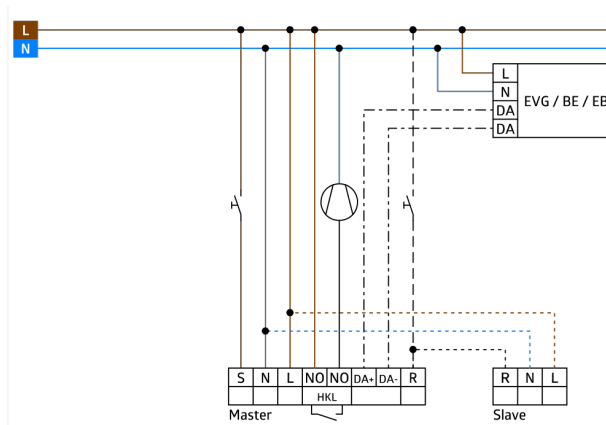 L
N
L
N
DA
DA
EVG / BE / EB
S N L NO NO DA+ DA- R
HKL
Master
R N L
Slave